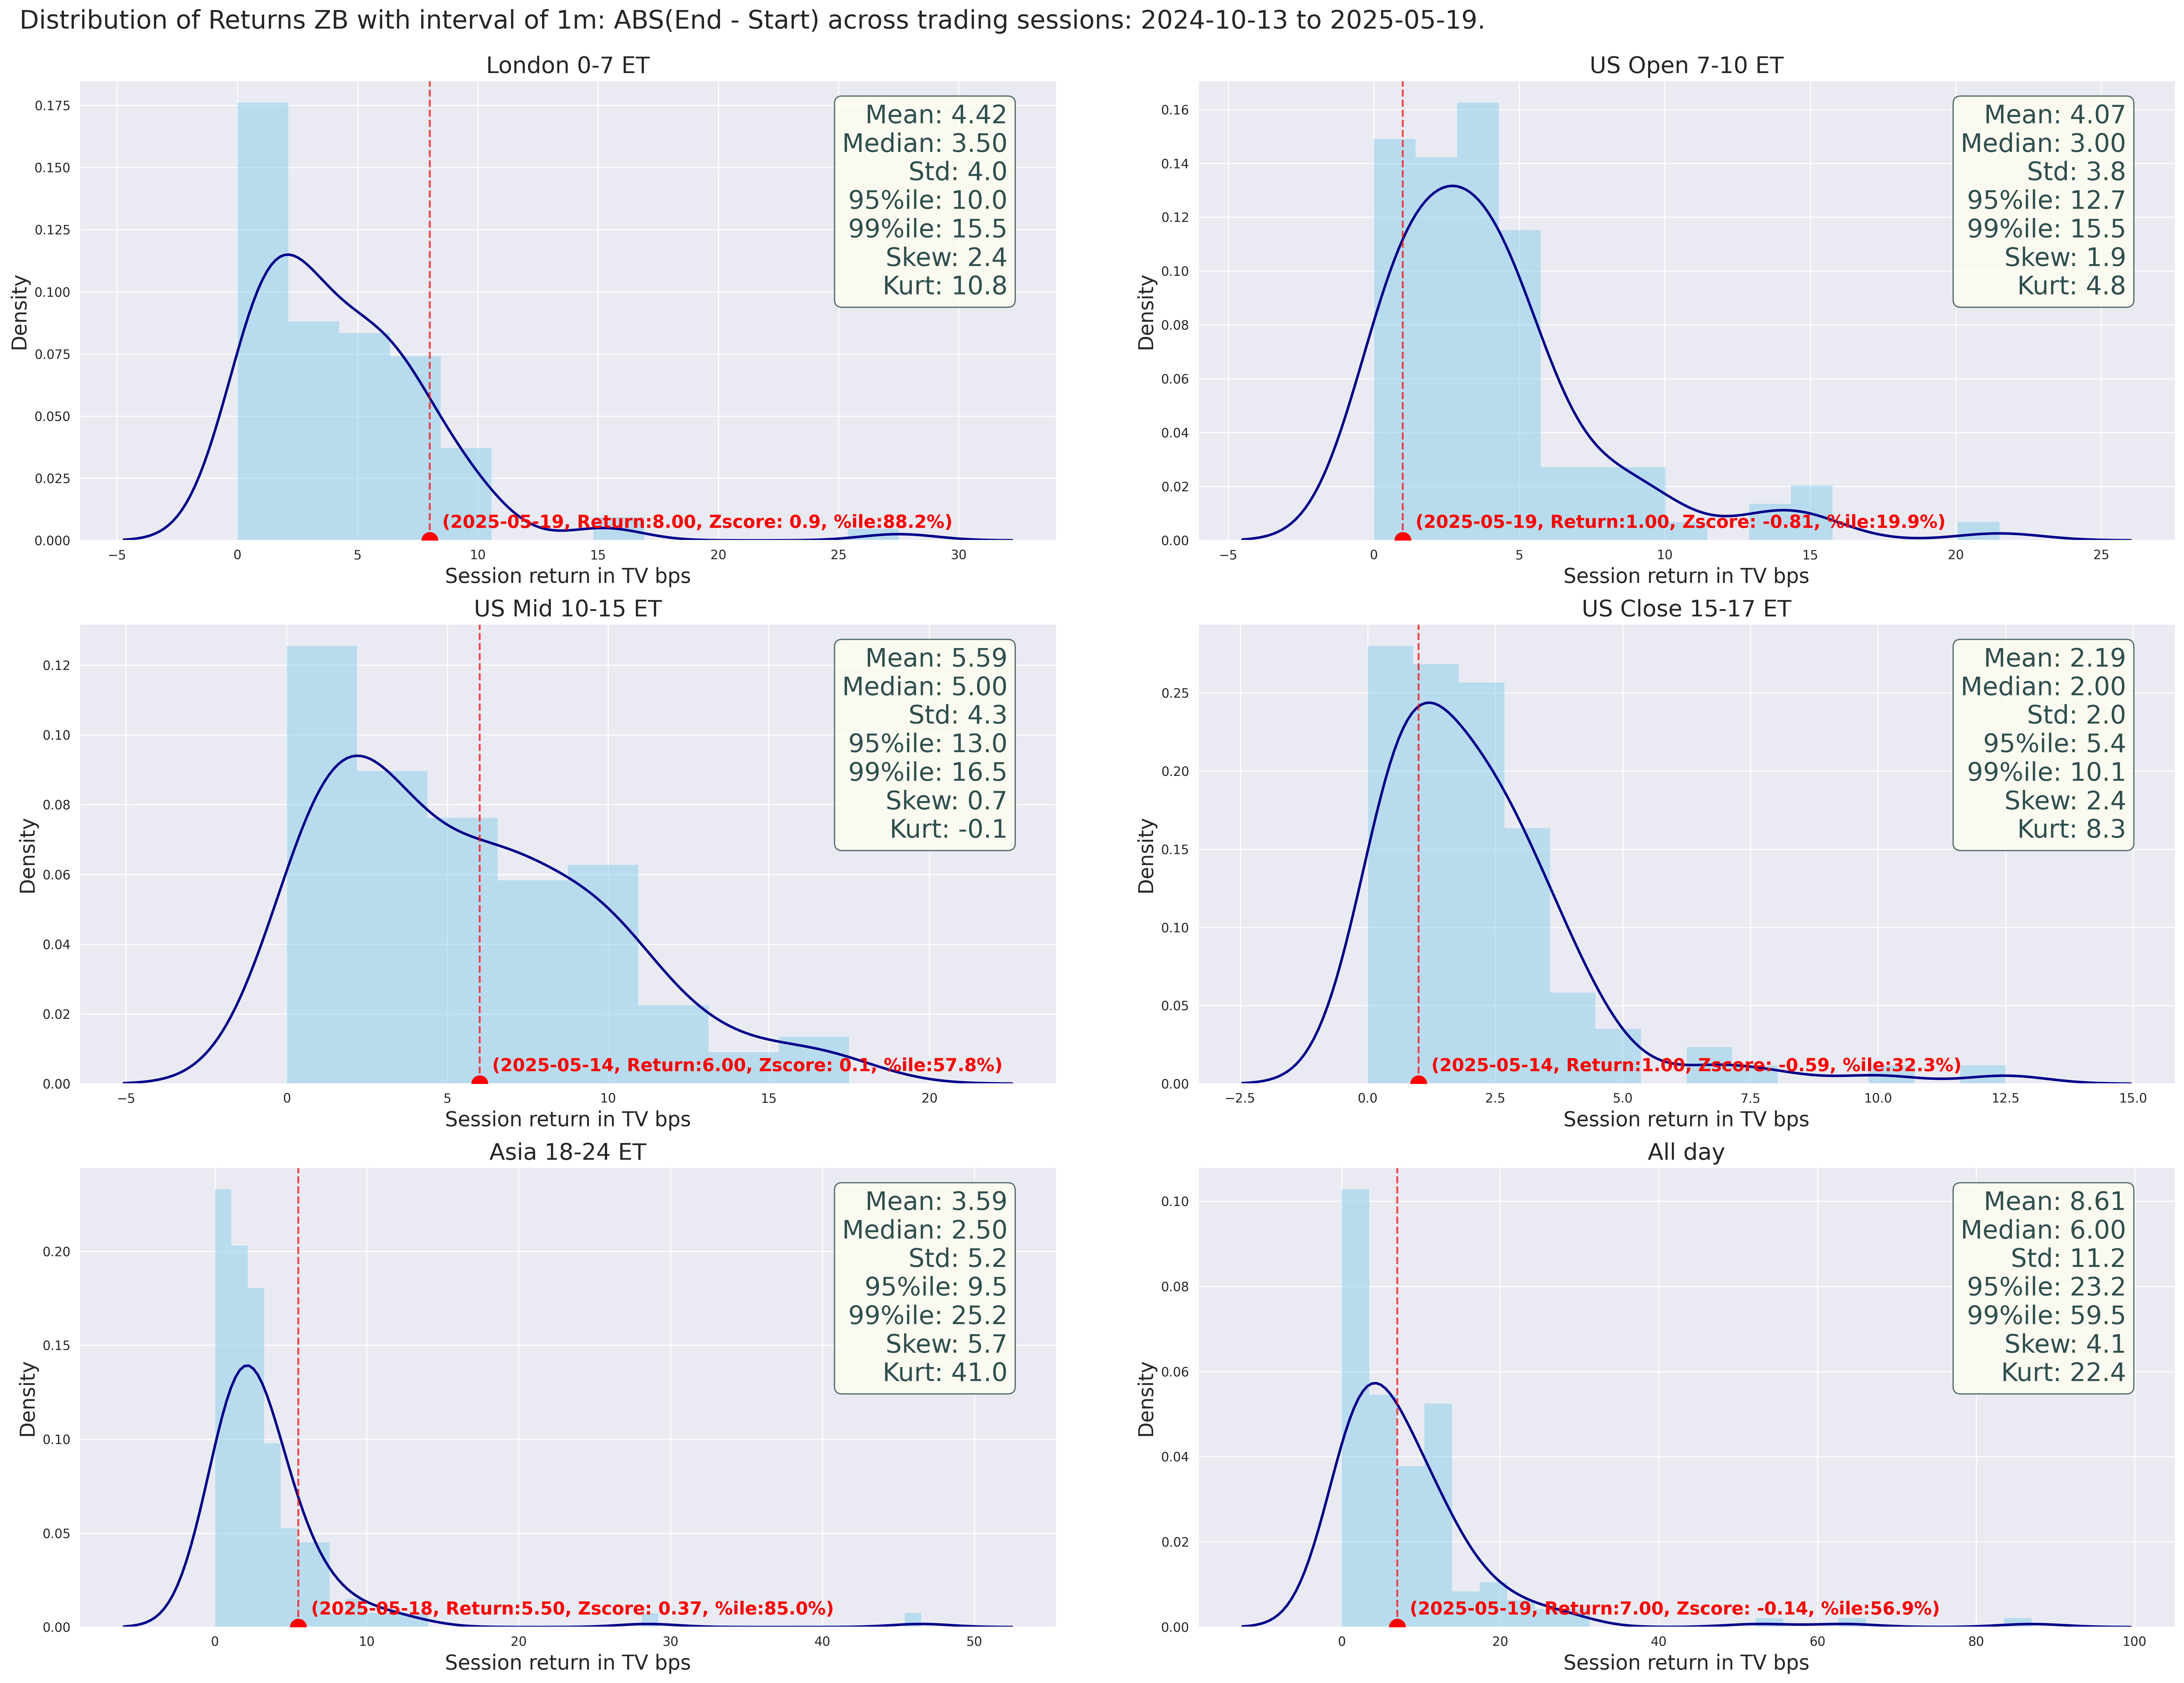 Distribution of Returns ZB with interval of 1m: ABS(End - Start) across trading sessions: 2024-10-13 to 2025-05-19.
London 0-7 ET
Density
0.175
0.150
0.125
0.100
0.075
0.050
0.025
0.000
Mean: 4.42
Median: 3.50
Std: 4.0
95%ile: 10.0
99%ile: 15.5
Skew: 2.4
Kurt: 10.8
(2025-05-19, Return:8.00, Zscore: 0.9, %ile:88.2%)
−5 0 5 10 15 20 25 30
Session return in TV bps
US Open 7-10 ET
Density
0.16
0.14
0.12
0.10
0.08
0.06
0.04
0.02
0.00
Mean: 4.07
Median: 3.00
Std: 3.8
95%ile: 12.7
99%ile: 15.5
Skew: 1.9
Kurt: 4.8
(2025-05-19, Return:1.00, Zscore: -0.81, %ile:19.9%)
−5 0 5 10 15 20 25
Session return in TV bps
US Mid 10-15 ET
Density
0.12
0.10
0.08
0.06
0.04
0.02
0.00
Mean: 5.59
Median: 5.00
Std: 4.3
95%ile: 13.0
99%ile: 16.5
Skew: 0.7
Kurt: -0.1
(2025-05-14, Return:6.00, Zscore: 0.1, %ile:57.8%)
−5 0 5 10 15 20
Session return in TV bps
US Close 15-17 ET
Density
0.25
0.20
0.15
0.10
0.05
0.00
Mean: 2.19
Median: 2.00
Std: 2.0
95%ile: 5.4
99%ile: 10.1
Skew: 2.4
Kurt: 8.3
(2025-05-14, Return:1.00, Zscore: -0.59, %ile:32.3%)
−2.5 0.0 2.5 5.0 7.5 10.0 12.5 15.0
Session return in TV bps
Asia 18-24 ET
Density
0.20
0.15
0.10
0.05
0.00
Mean: 3.59
Median: 2.50
Std: 5.2
95%ile: 9.5
99%ile: 25.2
Skew: 5.7
Kurt: 41.0
(2025-05-18, Return:5.50, Zscore: 0.37, %ile:85.0%)
0 10 20 30 40 50
Session return in TV bps
All day
Density
0.10
0.08
0.06
0.04
0.02
0.00
Mean: 8.61
Median: 6.00
Std: 11.2
95%ile: 23.2
99%ile: 59.5
Skew: 4.1
Kurt: 22.4
(2025-05-19, Return:7.00, Zscore: -0.14, %ile:56.9%)
0 20 40 60 80 100
Session return in TV bps